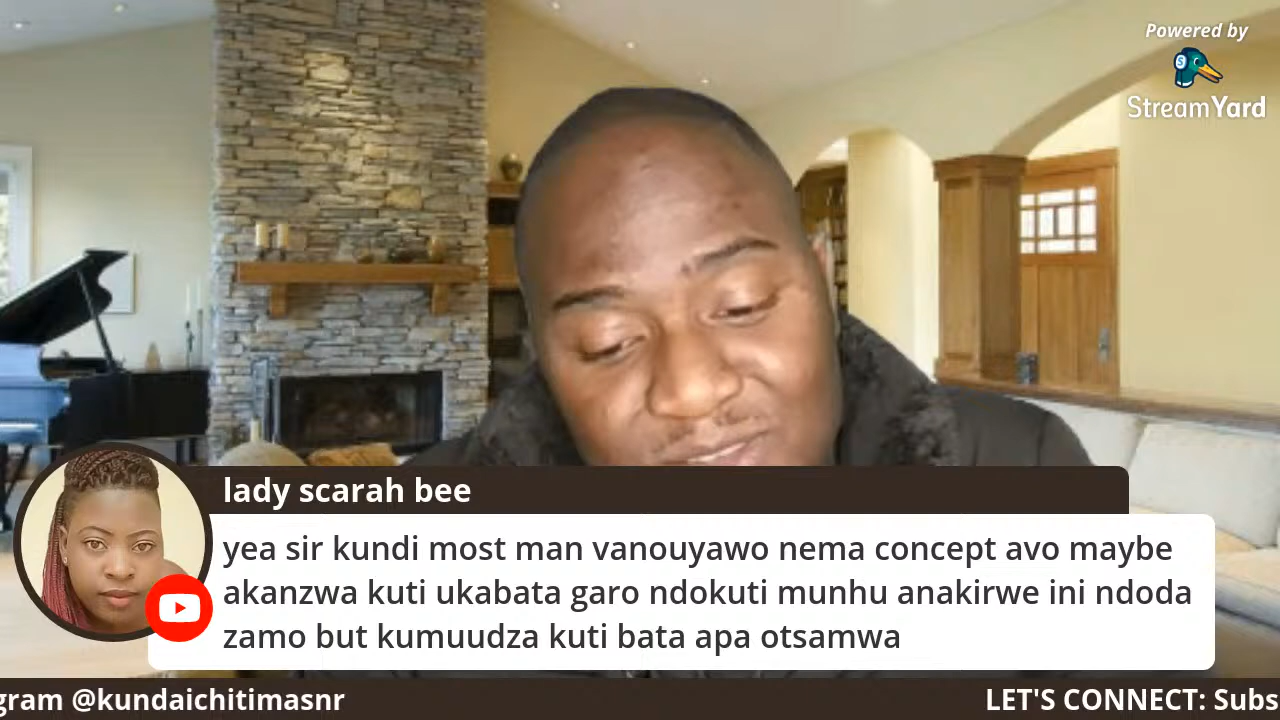 Powered by
StreamYard
lady scarah bee
yea sir kundi most man vanouyawo nema concept avo maybe
akanzwa kuti ukabata garo ndokuti munhu anakirwe ini ndoda
zamo but kumuudza kuti bata apa otsamwa
gram @kundaichitimasnr
LET'S CONNECT: Subs